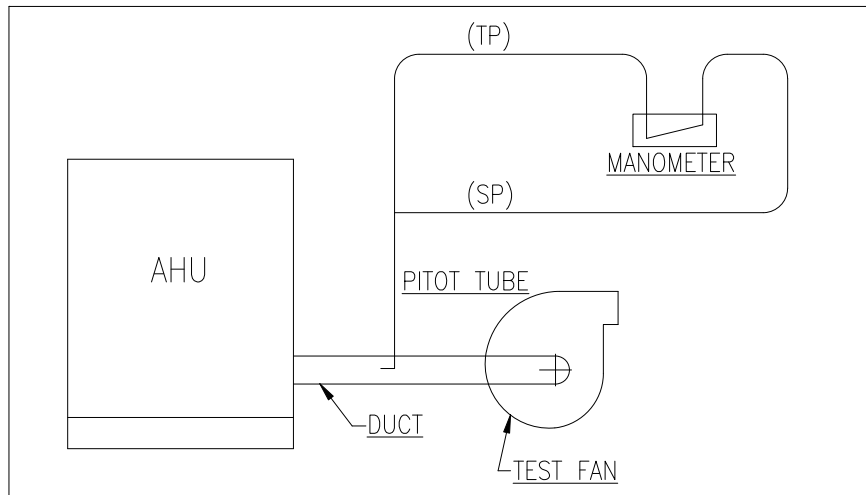 (TP)
MANOMETER
(SP)
AHU
PITOT TUBE
DUCT
TEST FAN